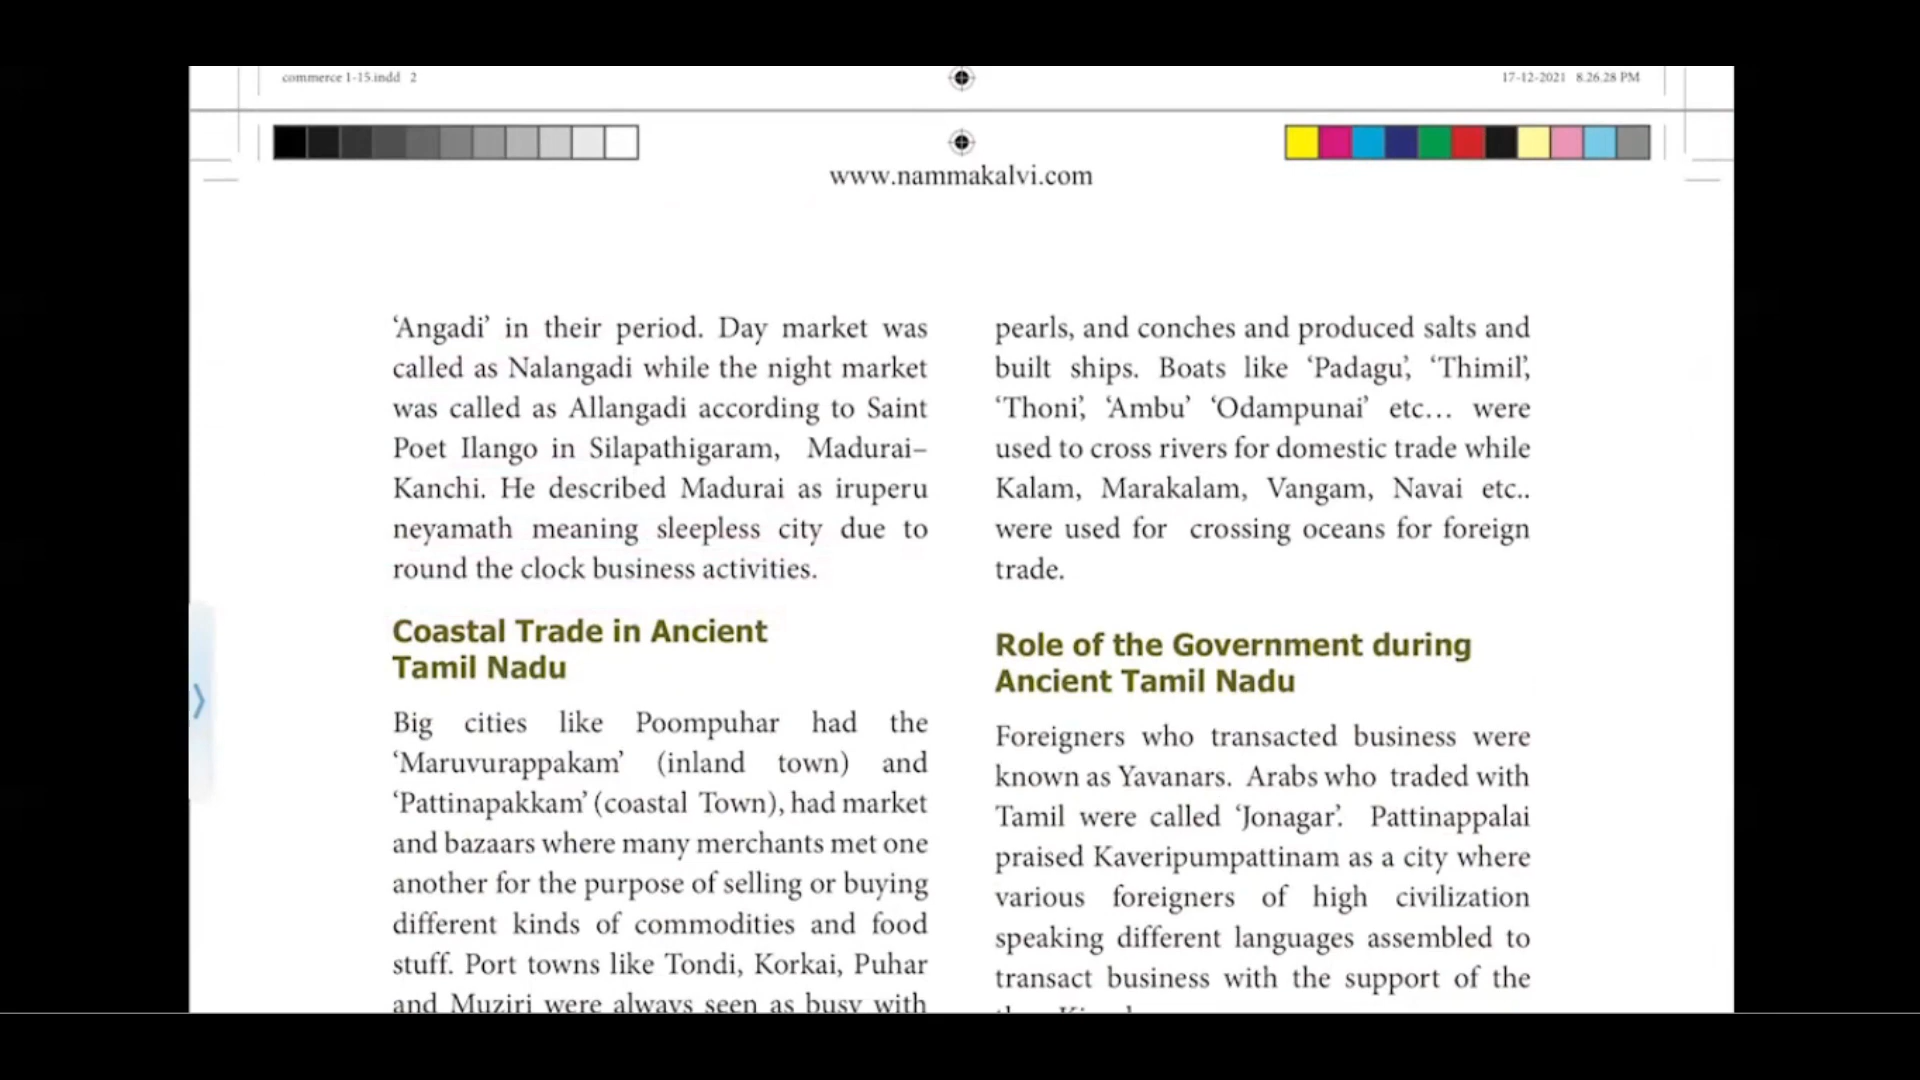 commerce 1-15.indd 2
17-12-2021 8.26.28 PM
www.nammakalvi.com
‘Angadi’ in their period. Day market was
called as Nalangadi while the night market
was called as Allangadi according to Saint
Poet Ilango in Silapathigaram, Madurai–
Kanchi. He described Madurai as iruperu
neyamath meaning sleepless city due to
round the clock business activities.
Coastal Trade in Ancient
Tamil Nadu
Big cities like Poompuhar had the
‘Maruvurappakam’ (inland town) and
‘Pattinapakkam’ (coastal Town), had market
and bazaars where many merchants met one
another for the purpose of selling or buying
different kinds of commodities and food
stuff. Port towns like Tondi, Korkai, Puhar
and Muziri were always seen as busy with
pearls, and conches and produced salts and
built ships. Boats like ‘Padagu’, ‘Thimil’,
‘Thoni’, ‘Ambu’ ‘Odampunai’ etc… were
used to cross rivers for domestic trade while
Kalam, Marakalam, Vangam, Navai etc..
were used for crossing oceans for foreign
trade.
Role of the Government during
Ancient Tamil Nadu
Foreigners who transacted business were
known as Yavanars. Arabs who traded with
Tamil were called ‘Jonagar’. Pattinappalai
praised Kaveripumpattinam as a city where
various foreigners of high civilization
speaking different languages assembled to
transact business with the support of the